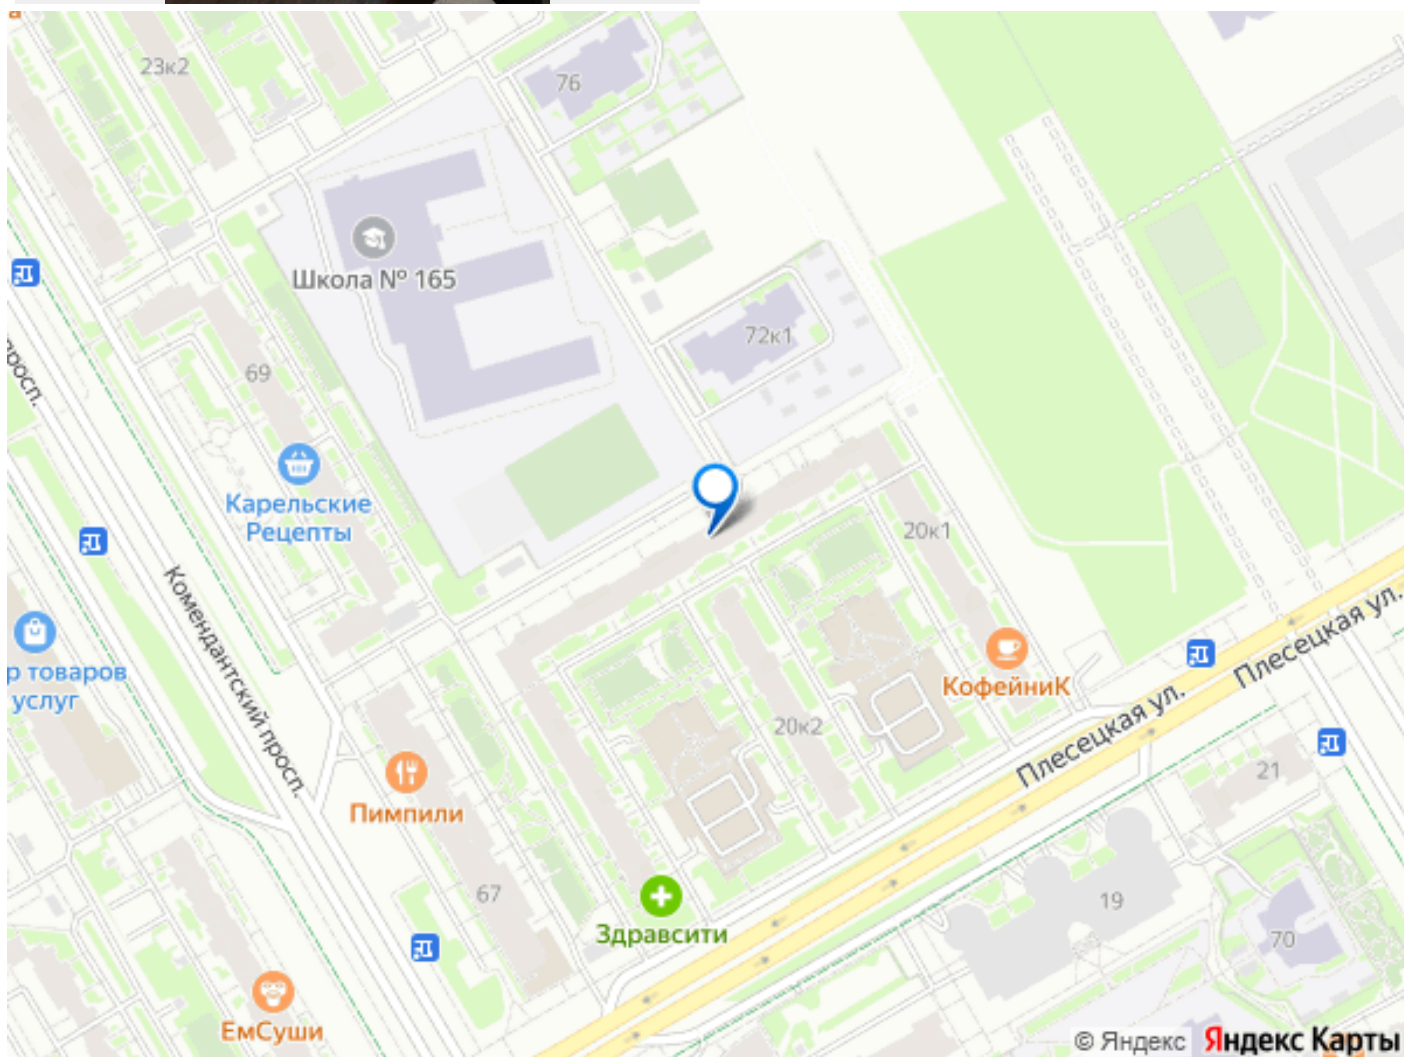 23к2
76
Школа № 165
69
72к1
просп.
Карельские
Рецепты
20к1
Комендантский просп.
р товаров
услуг
КофейниК
Плесецкая ул.
Плесецкая ул.
20к2
Пимпили
21
67
19
Здравсити
70
ЕмСуши
© Яндекс Яндекс Карты